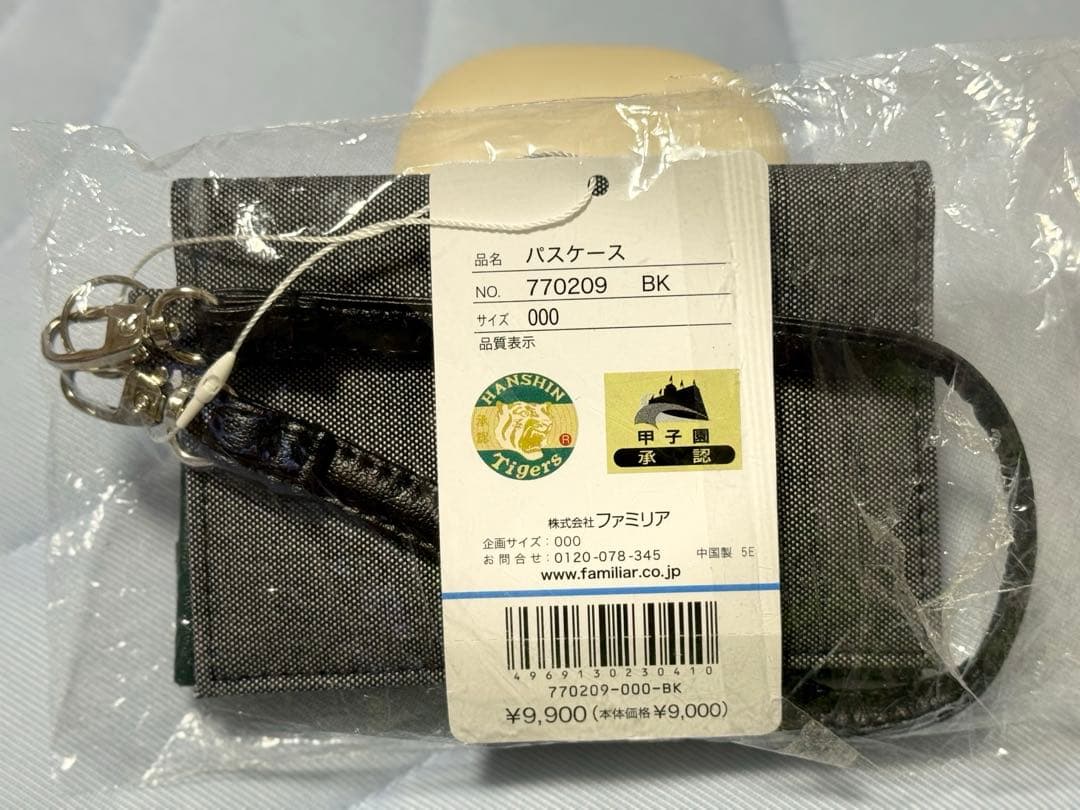 品名 パスケース
NO. 770209 BK
サイズ 000
品質表示
HANSHIN
承認
Tigers
®
甲子園
承認
株式会社ファミリア
企画サイズ：000
お問合せ：0120-078-345 中国製 5E
www.familiar.co.jp
4969130230410
770209-000-BK
¥9,900(本体価格¥9,000)